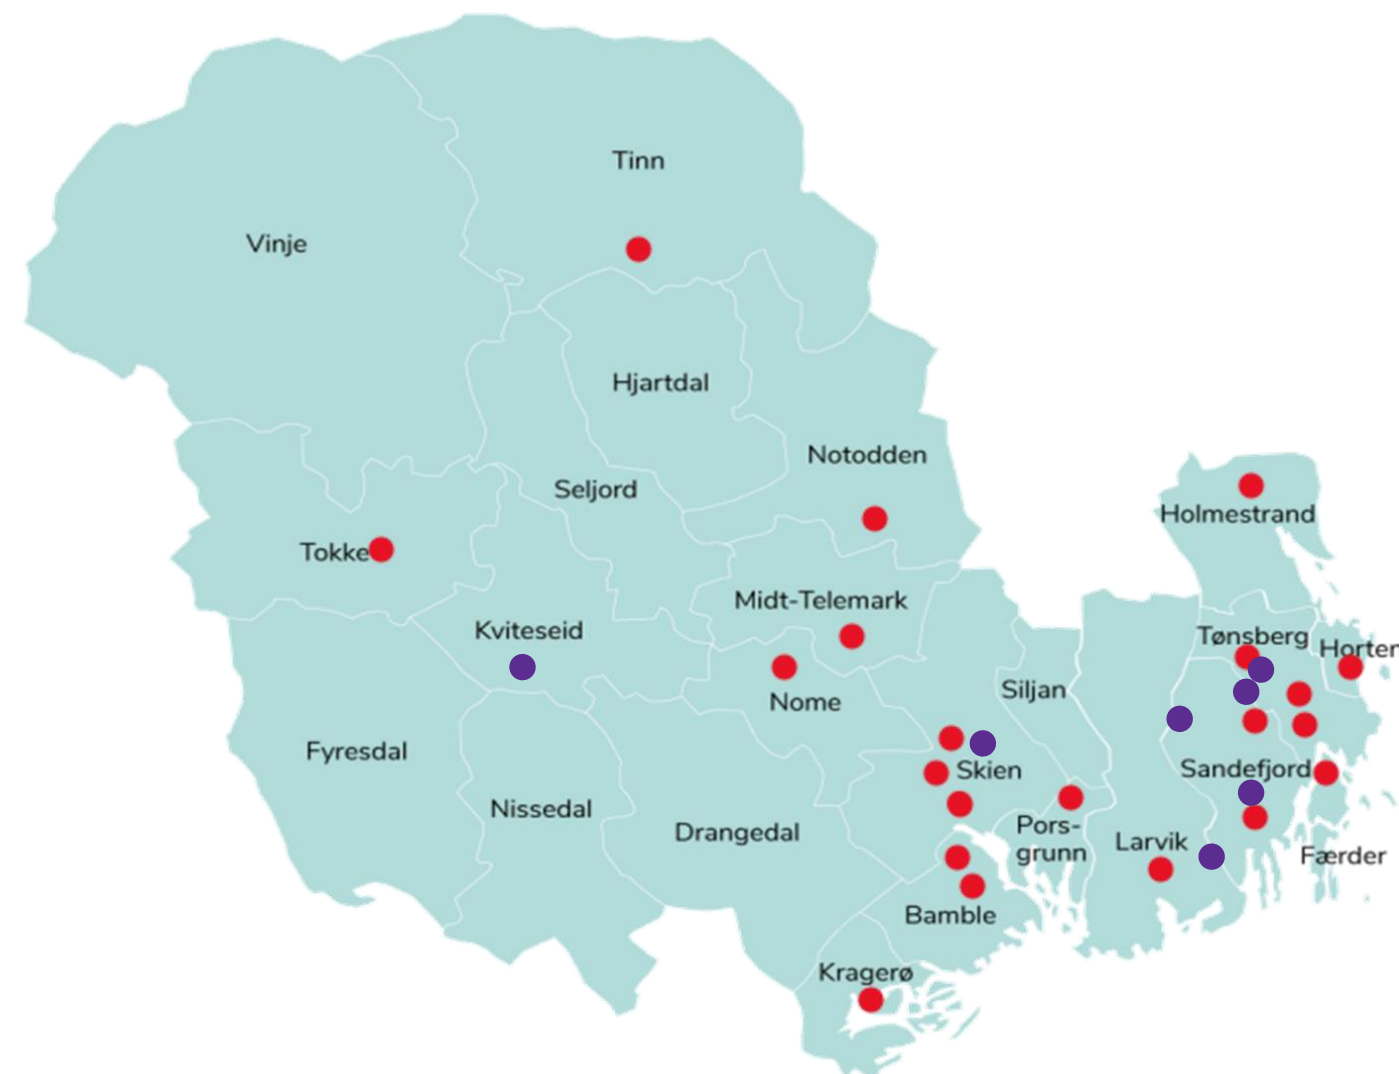 Tinn
Vinje
Hjartdal
Notodden
Seljord
Holmestrand
Tokke
Midt-Telemark
Kviteseid
Tønsberg
Horten
Siljan
Nome
Fyresdal
Skien
Sandefjord
Nissedal
Pors-
grunn
Drangedal
Larvik
Færder
Bamble
Kragerø